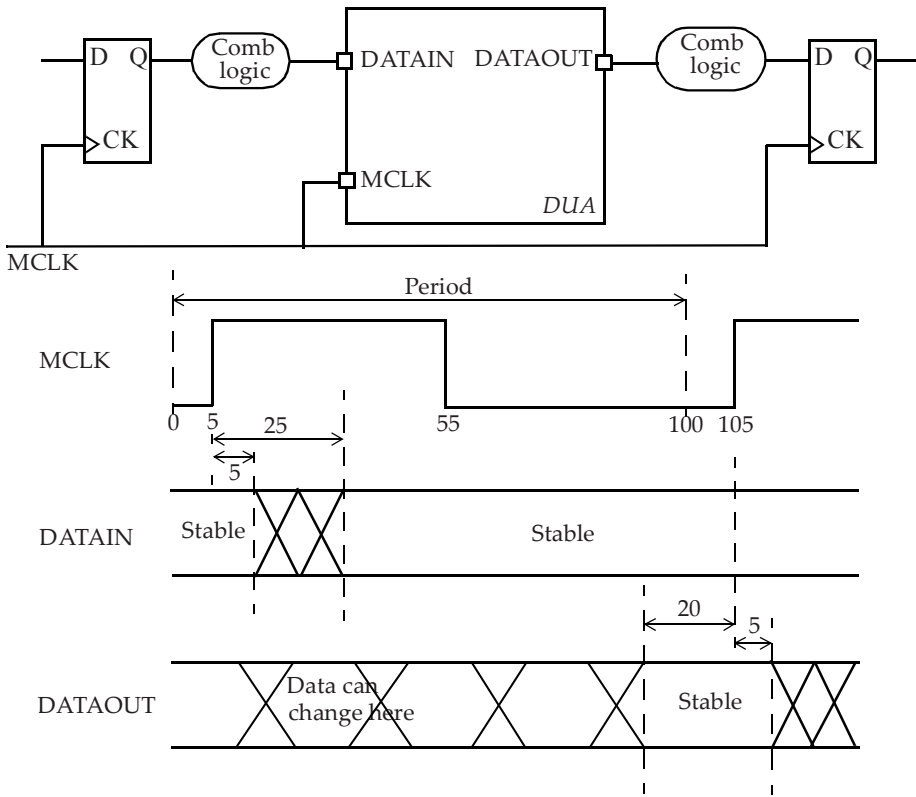 D Q
CK
Comb
logic
DATAIN DATAOUT
MCLK
DUA
Comb
logic
D Q
CK
MCLK
Period
MCLK
0 5 55 100 105
25
5
DATAIN
Stable
Stable
20
5
DATAOUT
Data can
change here
Stable